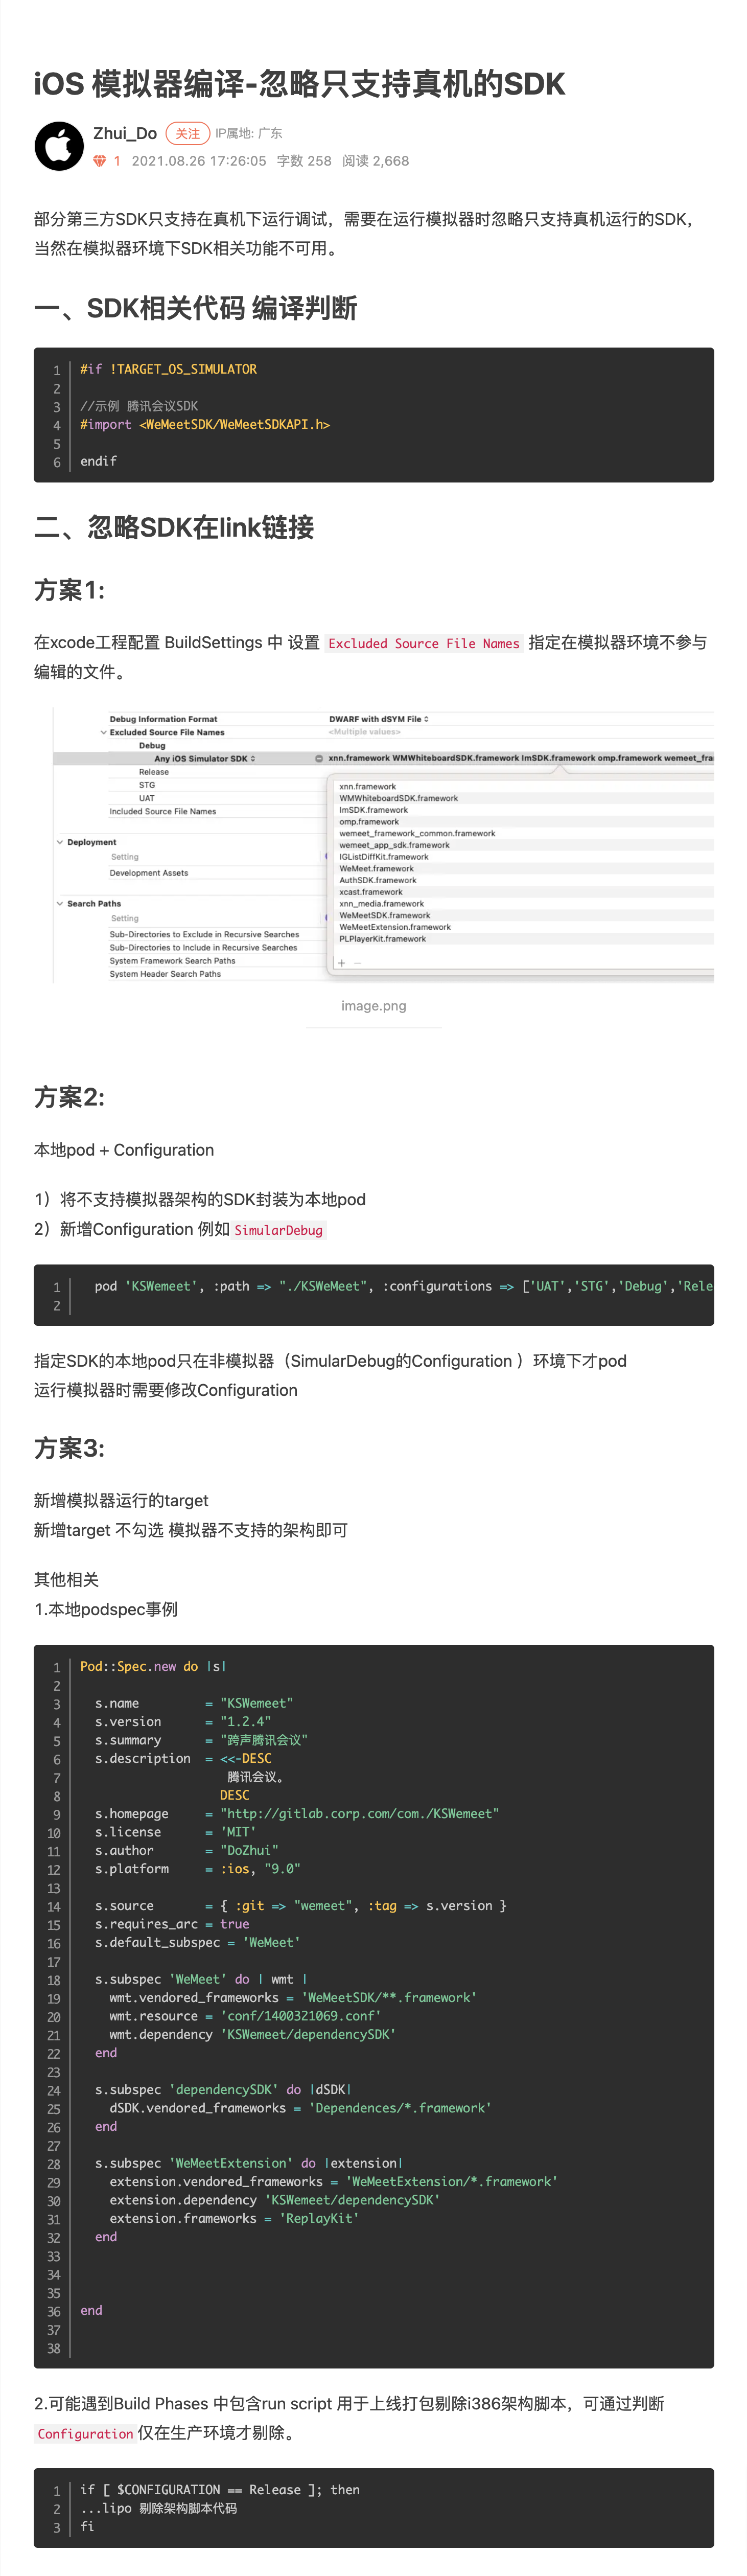 iOS 模拟器编译-忽略只支持真机的SDK
Zhui_Do 关注 IP属地: 广东
1 2021.08.26 17:26:05 字数 258 阅读 2,668
部分第三方SDK只支持在真机下运行调试，需要在运行模拟器时忽略只支持真机运行的SDK，
当然在模拟器环境下SDK相关功能不可用。
一、SDK相关代码 编译判断
1 #if !TARGET_OS_SIMULATOR
2
3 //示例 腾讯会议SDK
4 #import <WeMeetSDK/WeMeetSDKAPI.h>
5
6 endif
二、忽略SDK在link链接
方案1:
在xcode工程配置 BuildSettings 中 设置 Excluded Source File Names 指定在模拟器环境不参与
编辑的文件。
Debug Information Format DWARF with dSYM File
Excluded Source File Names <Multiple values>
Debug
Any iOS Simulator SDK xnn.framework WMWhiteboardSDK.framework ImSDK.framework omp.framework wemeet_fra
Release
STG
UAT
Included Source File Names
Deployment
Setting
Development Assets
Search Paths
Setting
Sub-Directories to Exclude in Recursive Searches
Sub-Directories to Include in Recursive Searches
System Framework Search Paths
System Header Search Paths
xnn.framework
WMWhiteboardSDK.framework
ImSDK.framework
omp.framework
wemeet_framework_common.framework
wemeet_app_sdk.framework
IGListDiffKit.framework
WeMeet.framework
AuthSDK.framework
xcast.framework
xnn_media.framework
WeMeetSDK.framework
WeMeetExtension.framework
PLPlayerKit.framework
+ −
image.png
方案2:
本地pod + Configuration
1）将不支持模拟器架构的SDK封装为本地pod
2）新增Configuration 例如 SimularDebug
1 pod 'KSWemeet', :path => "./KSWeMeet", :configurations => ['UAT','STG','Debug','Rele
2
指定SDK的本地pod只在非模拟器（SimularDebug的Configuration ）环境下才pod
运行模拟器时需要修改Configuration
方案3:
新增模拟器运行的target
新增target 不勾选 模拟器不支持的架构即可
其他相关
1.本地podspec事例
1 Pod::Spec.new do |s|
2
3 s.name = "KSWemeet"
4 s.version = "1.2.4"
5 s.summary = "跨声腾讯会议"
6 s.description = <<-DESC
7 腾讯会议。
8 DESC
9 s.homepage = "http://gitlab.corp.com/com./KSWemeet"
10 s.license = 'MIT'
11 s.author = "DoZhui"
12 s.platform = :ios, "9.0"
13
14 s.source = { :git => "wemeet", :tag => s.version }
15 s.requires_arc = true
16 s.default_subspec = 'WeMeet'
17
18 s.subspec 'WeMeet' do | wmt |
19 wmt.vendored_frameworks = 'WeMeetSDK/**.framework'
20 wmt.resource = 'conf/1400321069.conf'
21 wmt.dependency 'KSWemeet/dependencySDK'
22 end
23
24 s.subspec 'dependencySDK' do |dSDK|
25 dSDK.vendored_frameworks = 'Dependences/*.framework'
26 end
27
28 s.subspec 'WeMeetExtension' do |extension|
29 extension.vendored_frameworks = 'WeMeetExtension/*.framework'
30 extension.dependency 'KSWemeet/dependencySDK'
31 extension.frameworks = 'ReplayKit'
32 end
33
34
35
36 end
37
38
2.可能遇到Build Phases 中包含run script 用于上线打包剔除i386架构脚本，可通过判断
Configuration仅在生产环境才剔除。
1 if [ $CONFIGURATION == Release ]; then
2 ...lipo 剔除架构脚本代码
3 fi